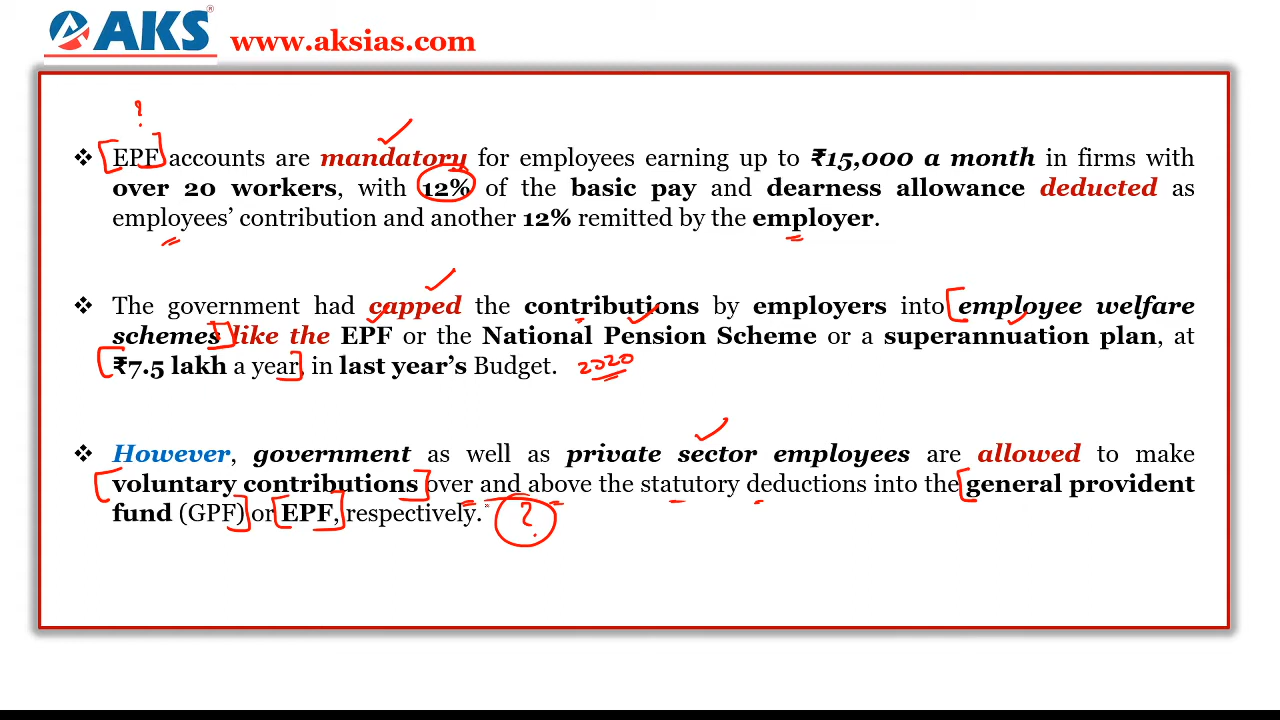 AKS
®
www.aksias.com
?
❖ EPF accounts are mandatory for employees earning up to ₹15,000 a month in firms with
over 20 workers, with 12% of the basic pay and dearness allowance deducted as
employees’ contribution and another 12% remitted by the employer.
❖ The government had capped the contributions by employers into employee welfare
schemes like the EPF or the National Pension Scheme or a superannuation plan, at
₹7.5 lakh a year, in last year’s Budget. 2020
❖ However, government as well as private sector employees are allowed to make
voluntary contributions over and above the statutory deductions into the general provident
fund (GPF) or EPF, respectively. ?